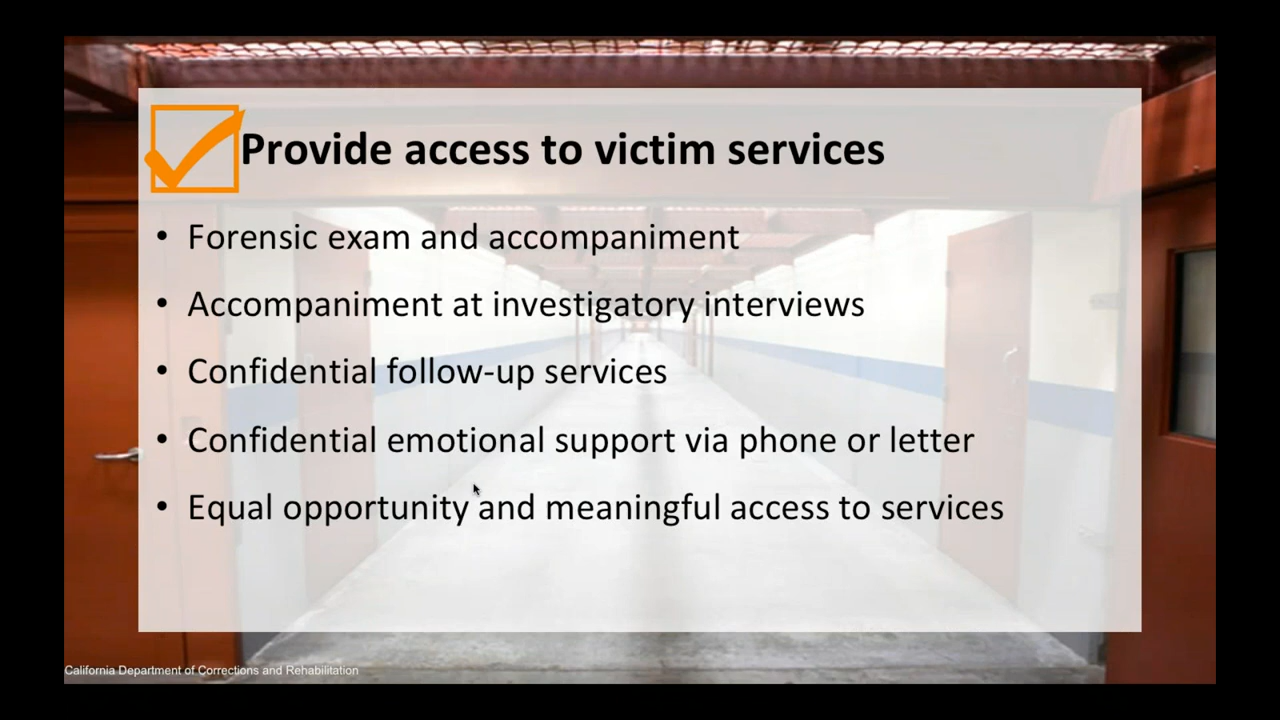 Provide access to victim services
• Forensic exam and accompaniment
• Accompaniment at investigatory interviews
• Confidential follow-up services
• Confidential emotional support via phone or letter
• Equal opportunity and meaningful access to services
California Department of Corrections and Rehabilitation